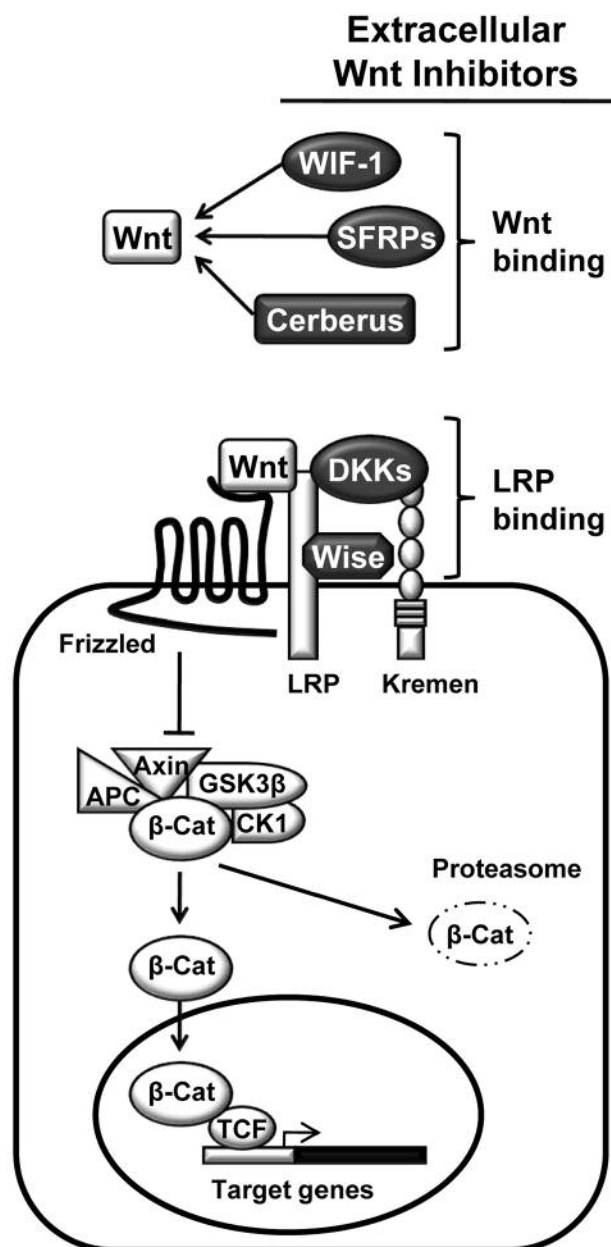 Extracellular
Wnt Inhibitors
WIF-1
Wnt
SFRPs
Wnt
binding
Cerberus
Wnt
DKKs
LRP
binding
Wise
Frizzled
LRP
Kremen
Axin
APC
GSK3β
β-Cat
CK1
Proteasome
β-Cat
β-Cat
β-Cat
TCF
Target genes